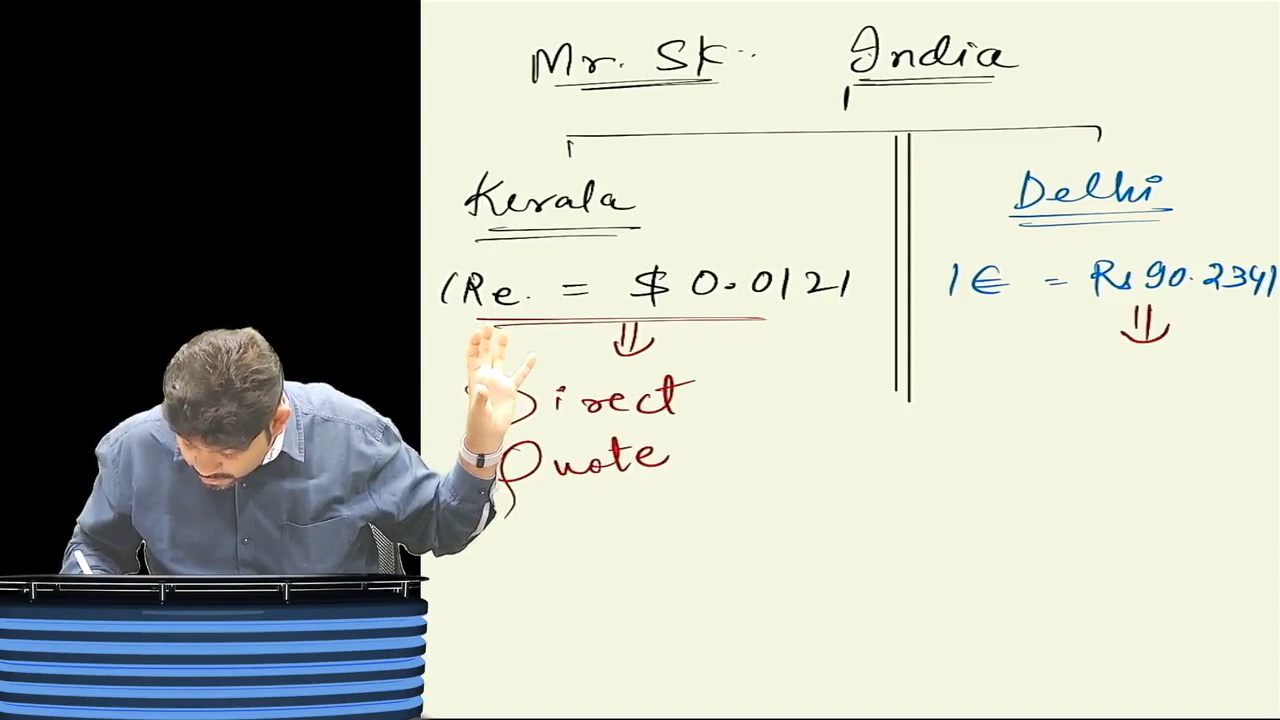 Mr. SK.. India
Kerala
Delhi
1Re. = $ 0.0121
1€ = Rs 90.2341
Direct
Quote